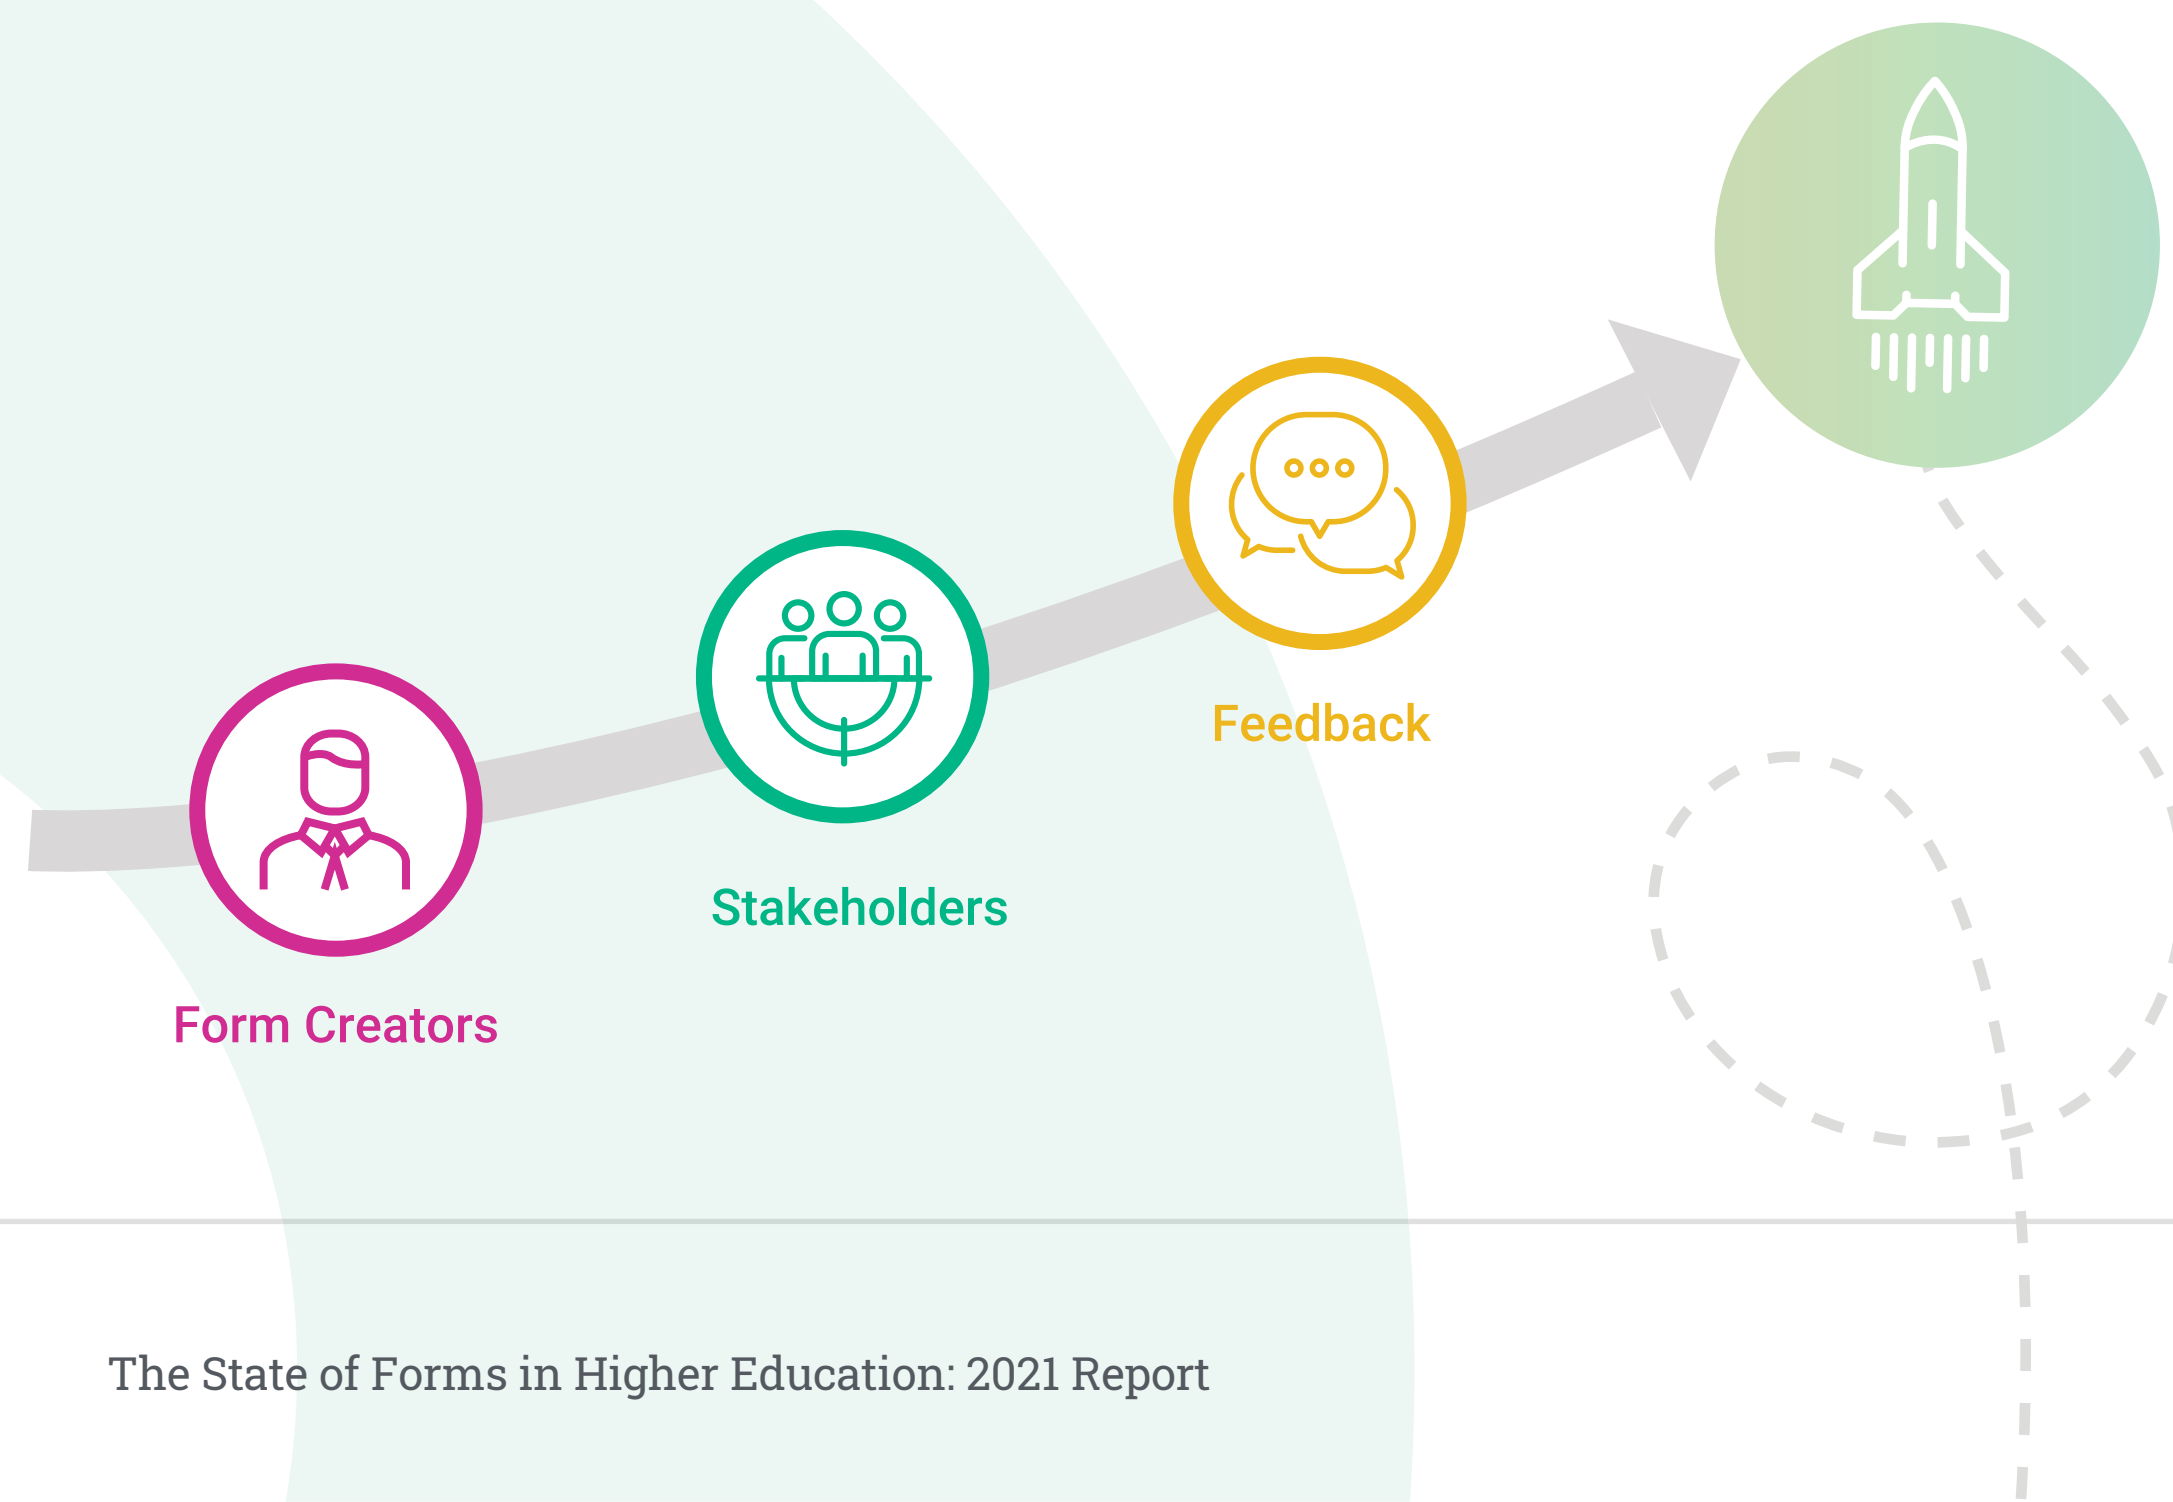 Feedback
Stakeholders
Form Creators
The State of Forms in Higher Education: 2021 Report